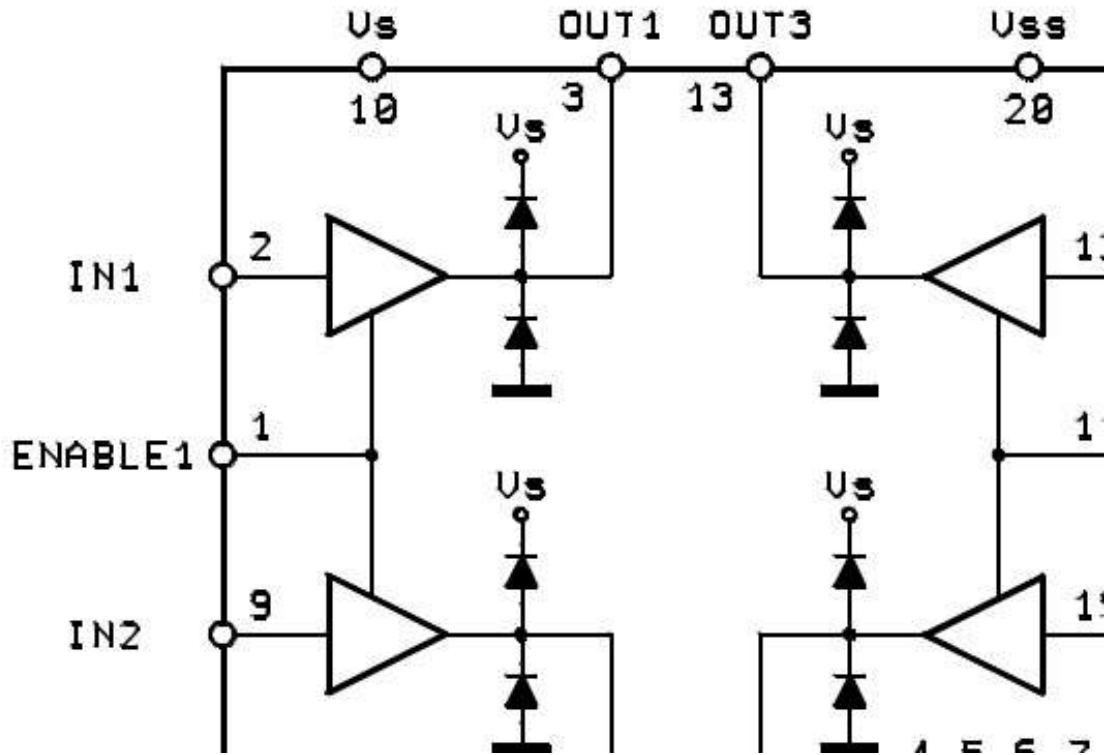 Vs OUT1 OUT3 Vss
10 3 13 20
Vs Vs
2
IN1
1
ENABLE1
Vs Vs
9
IN2
4 5 6 7